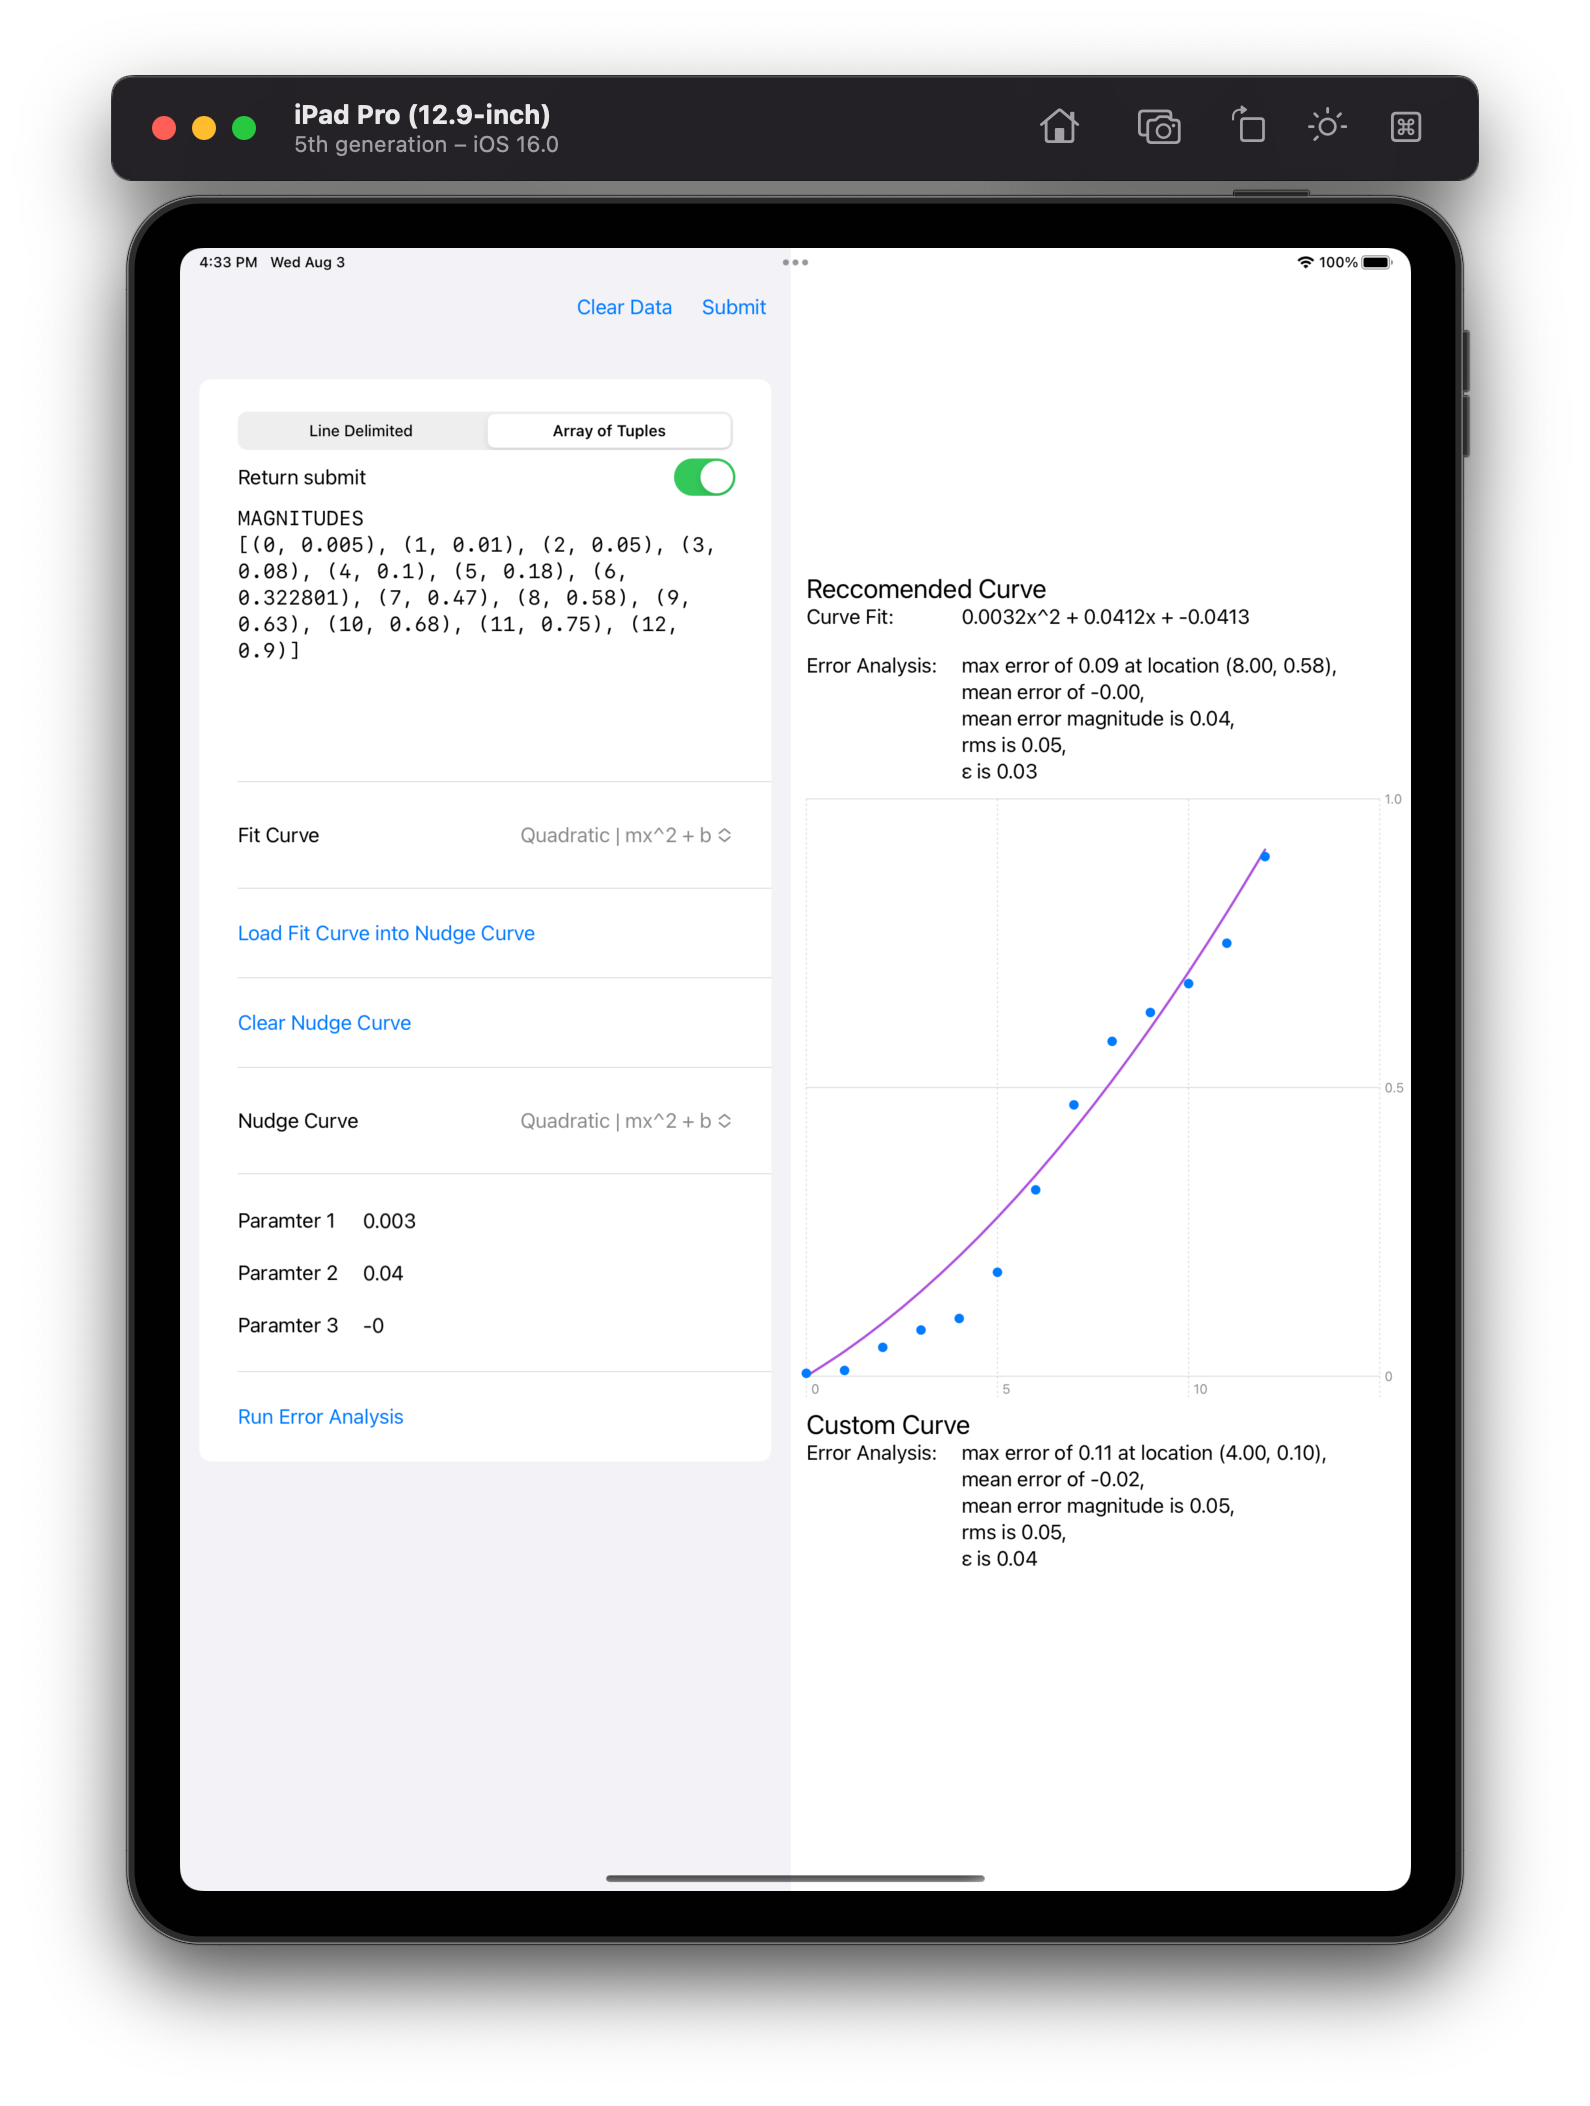 iPad Pro (12.9-inch)
5th generation – iOS 16.0
4:33 PM Wed Aug 3
100%
Clear Data Submit
Line Delimited Array of Tuples
Return submit
MAGNITUDES
[(0, 0.005), (1, 0.01), (2, 0.05), (3,
0.08), (4, 0.1), (5, 0.18), (6,
0.322801), (7, 0.47), (8, 0.58), (9,
0.63), (10, 0.68), (11, 0.75), (12,
0.9)]
Fit Curve Quadratic | mx^2 + b
Load Fit Curve into Nudge Curve
Clear Nudge Curve
Nudge Curve Quadratic | mx^2 + b
Paramter 1 0.003
Paramter 2 0.04
Paramter 3 -0
Run Error Analysis
Reccomended Curve
Curve Fit: 0.0032x^2 + 0.0412x + -0.0413
Error Analysis: max error of 0.09 at location (8.00, 0.58),
mean error of -0.00,
mean error magnitude is 0.04,
rms is 0.05,
ε is 0.03
1.0
0.5
0
0 5 10
Custom Curve
Error Analysis: max error of 0.11 at location (4.00, 0.10),
mean error of -0.02,
mean error magnitude is 0.05,
rms is 0.05,
ε is 0.04